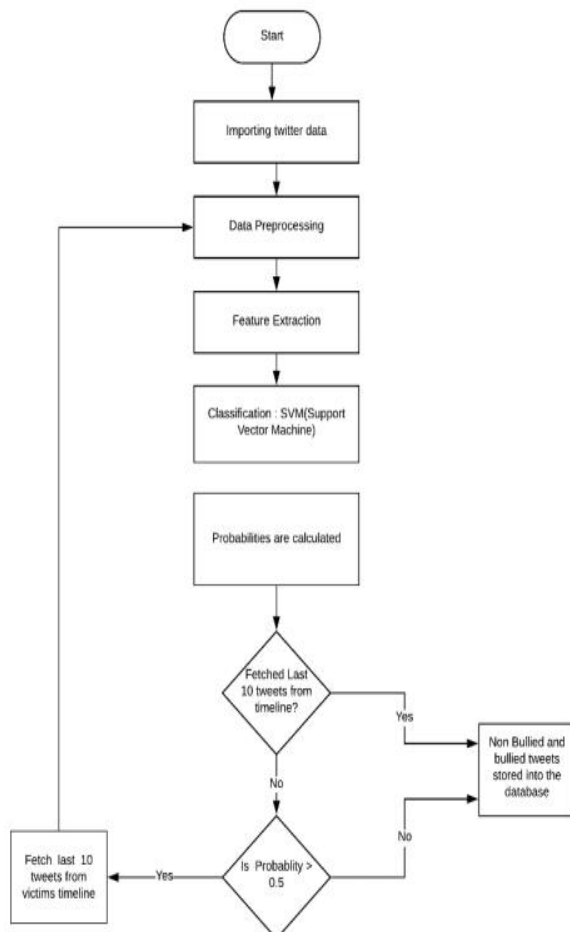 Start
Importing twitter data
Data Preprocessing
Feature Extraction
Classification : SVM(Support
Vector Machine)
Probabilities are calculated
Fetched Last
10 tweets from
timeline?
Yes
Non Bullied and
bullied tweets
stored into the
database
No
Is Probablity >
0.5
No
Yes
Fetch last 10
tweets from
victims timeline